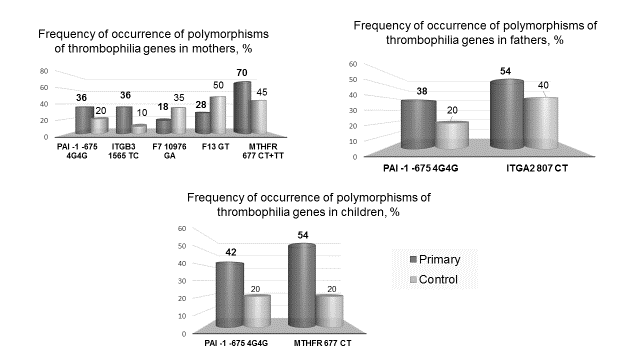 Frequency of occurrence of polymorphisms
of thrombophilia genes in mothers, %
80
60
40
20
0
36
20
36
10
18
35
28
50
70
45
PAI -1 -675
4G4G
ITGB3
1565 TC
F7 10976
GA
F13 GT
MTHFR
677 CT+TT
Frequency of occurrence of polymorphisms of
thrombophilia genes in fathers, %
60
50
40
30
20
10
0
38
20
54
40
PAI -1 -675 4G4G
ITGA2 807 CT
Frequency of occurrence of polymorphisms of
thrombophilia genes in children, %
60
50
40
30
20
10
0
42
20
54
20
PAI -1 -675 4G4G
MTHFR 677 CT
Primary
Control